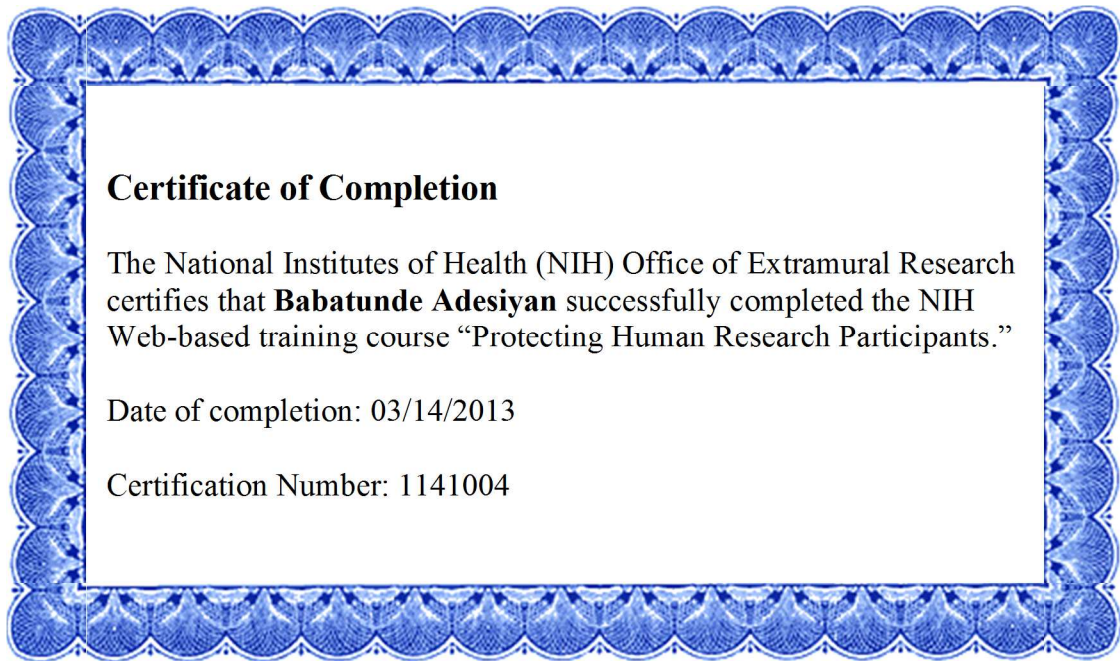 Certificate of Completion
The National Institutes of Health (NIH) Office of Extramural Research
certifies that Babatunde Adesiyan successfully completed the NIH
Web-based training course “Protecting Human Research Participants.”
Date of completion: 03/14/2013
Certification Number: 1141004